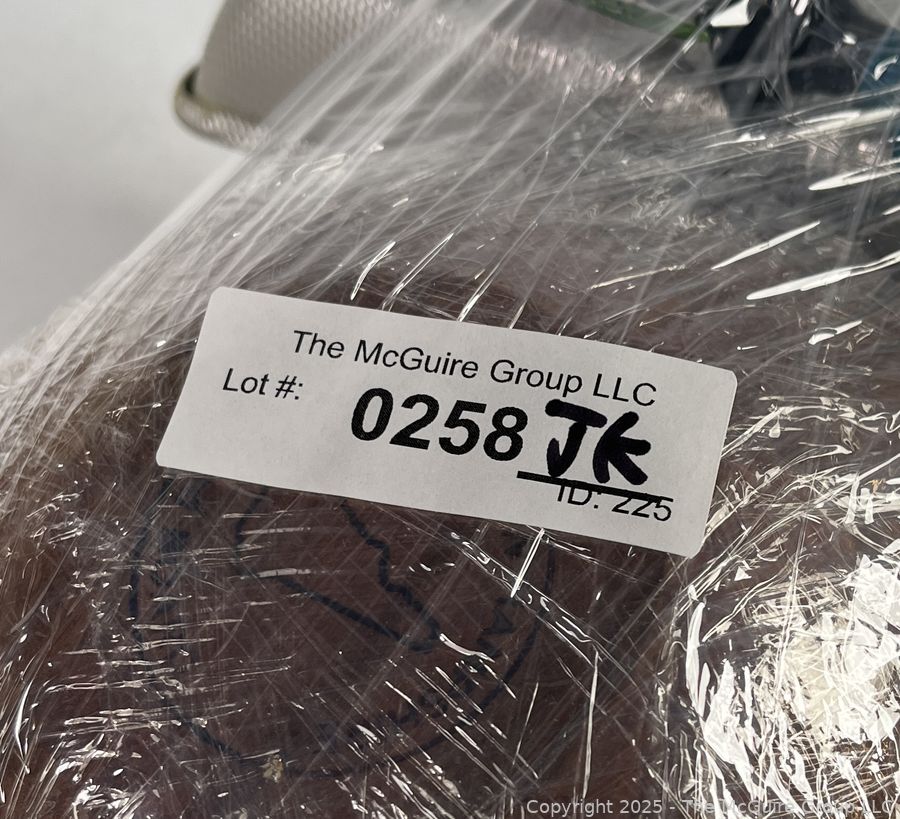 The McGuire Group LLC
Lot #:
0258 JK
ID: 225
Copyright 2025 - The McGuire Group LLC